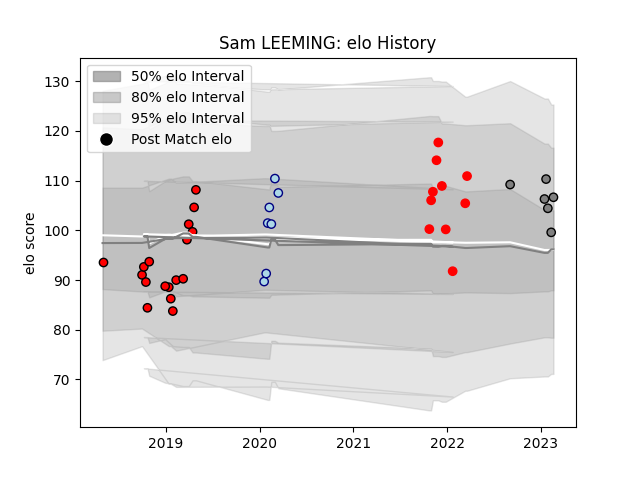 Sam LEEMING: elo History
50% elo Interval
80% elo Interval
95% elo Interval
Post Match elo
elo score
130
120
110
100
90
80
70
2019
2020
2021
2022
2023